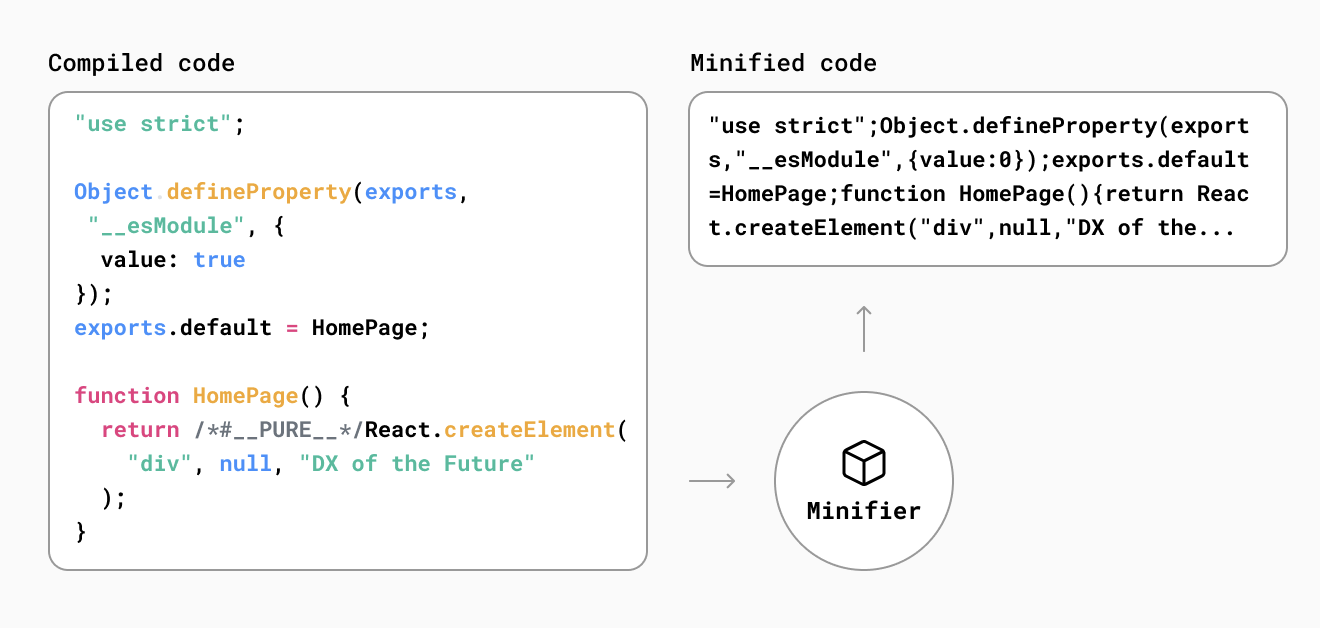 Compiled code
"use strict";
Object.defineProperty(exports,
 "__esModule", {
  value: true
});
exports.default = HomePage;
function HomePage() {
  return /*#__PURE__*/React.createElement(
    "div", null, "DX of the Future"
  );
}
Minified code
"use strict";Object.defineProperty(export
s,"__esModule",{value:0});exports.default
=HomePage;function HomePage(){return Reac
t.createElement("div",null,"DX of the...
Minifier